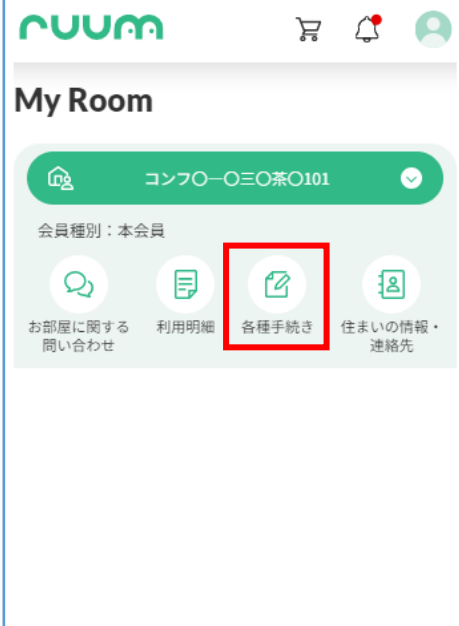 ruum
My Room
コンフ〇ー〇三〇茶〇101
会員種別：本会員
お部屋に関する
問い合わせ
利用明細
各種手続き
住まいの情報・
連絡先